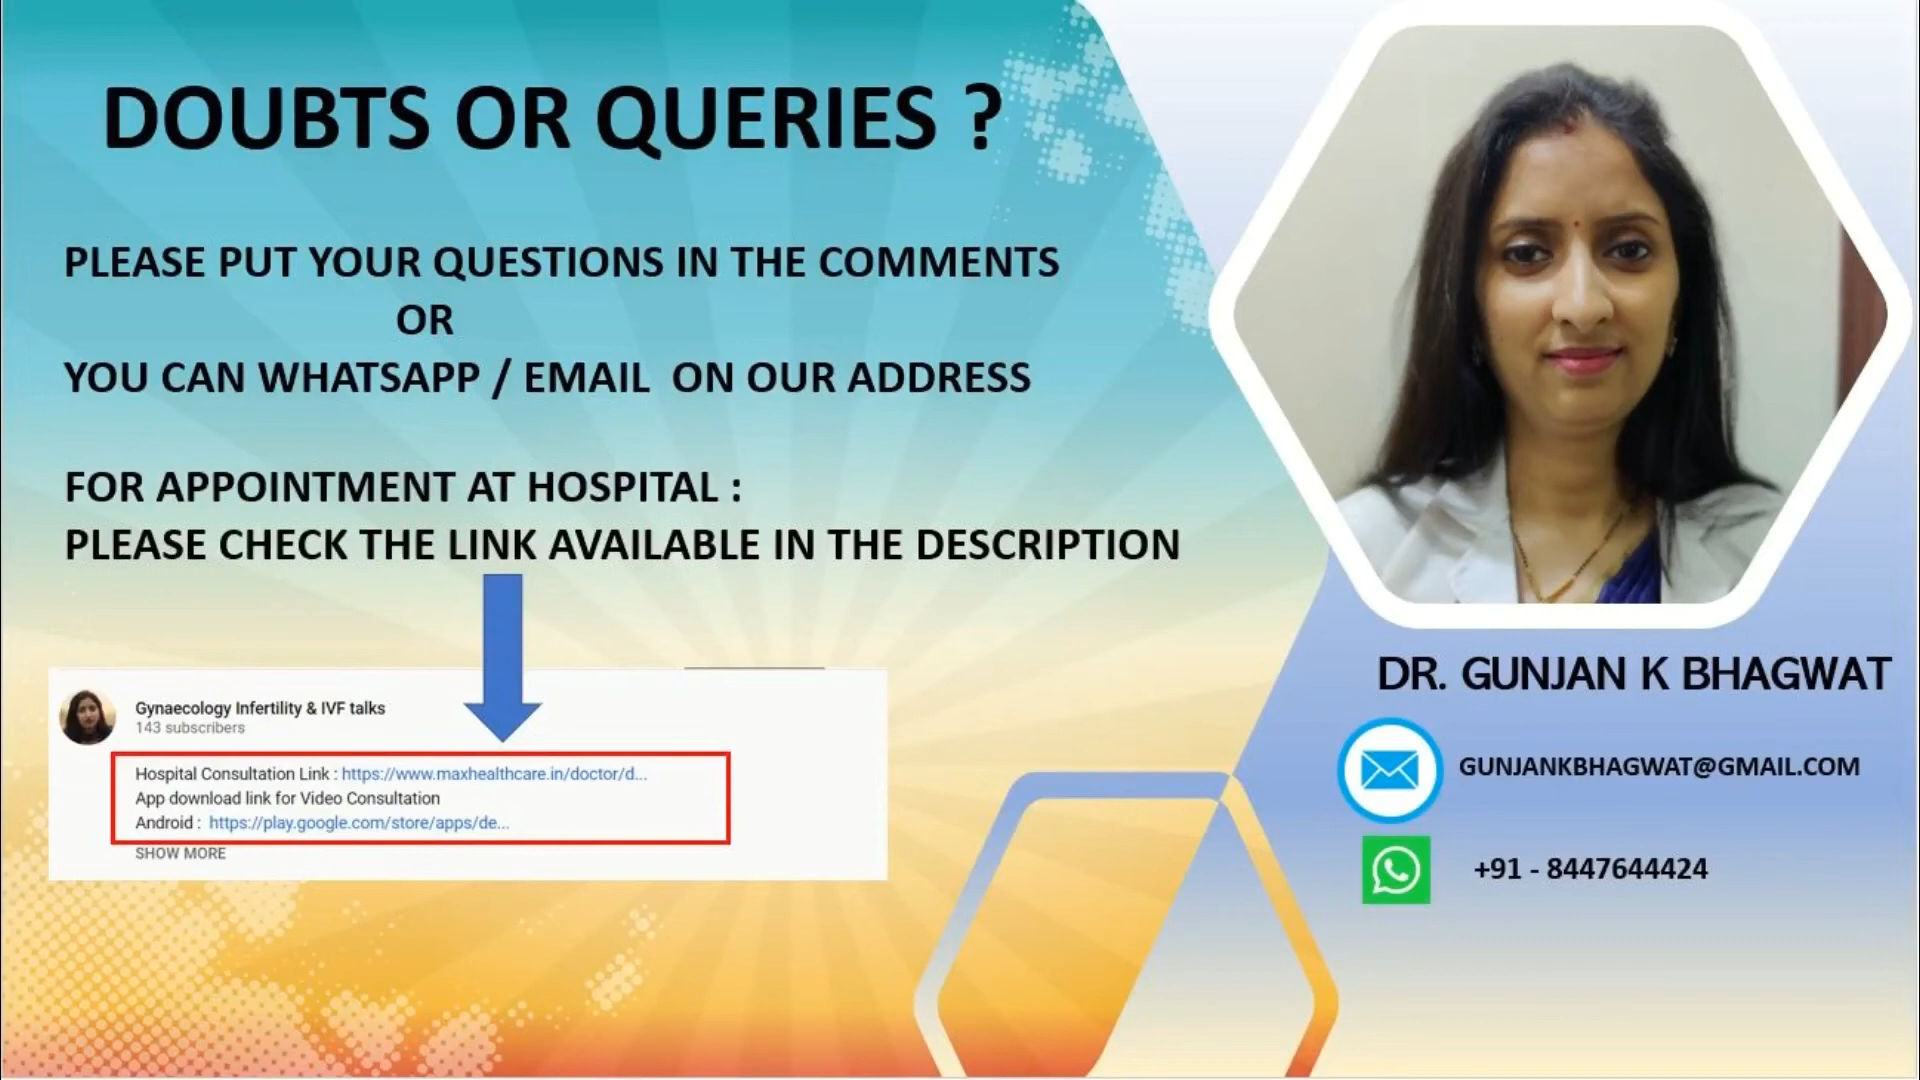 DOUBTS OR QUERIES ?
PLEASE PUT YOUR QUESTIONS IN THE COMMENTS
OR
YOU CAN WHATSAPP / EMAIL ON OUR ADDRESS
FOR APPOINTMENT AT HOSPITAL :
PLEASE CHECK THE LINK AVAILABLE IN THE DESCRIPTION
Gynaecology Infertility & IVF talks
143 subscribers
Hospital Consultation Link : https://www.maxhealthcare.in/doctor/d...
App download link for Video Consultation
Android : https://play.google.com/store/apps/de...
SHOW MORE
DR. GUNJAN K BHAGWAT
GUNJANKBHAGWAT@GMAIL.COM
+91 - 8447644424